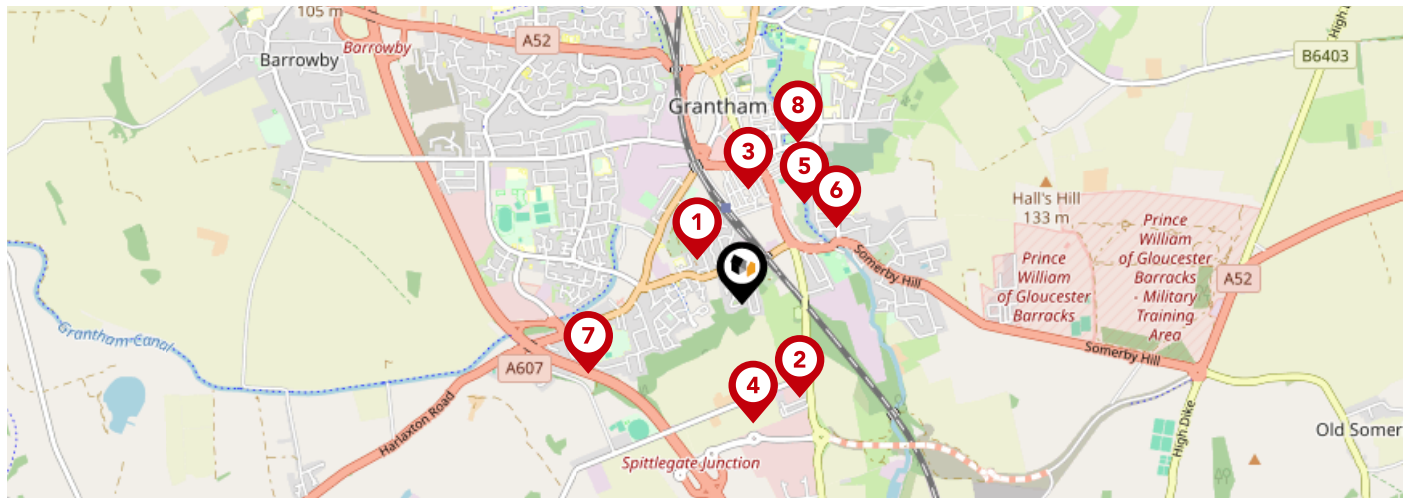 105 m
Barrowby
Barrowby
A52
High
B6403
Grantham
8
3
5
6
Hall's Hill
133 m
Prince
William
of Gloucester
Barracks
- Military
Training
Area
1
Prince
William
of Gloucester
Barracks
Somerby Hill
A52
Grantham Canal
7
A607
2
4
Somerby Hill
Harlaxton Road
High Dike
Old Somer
Spittlegate Junction